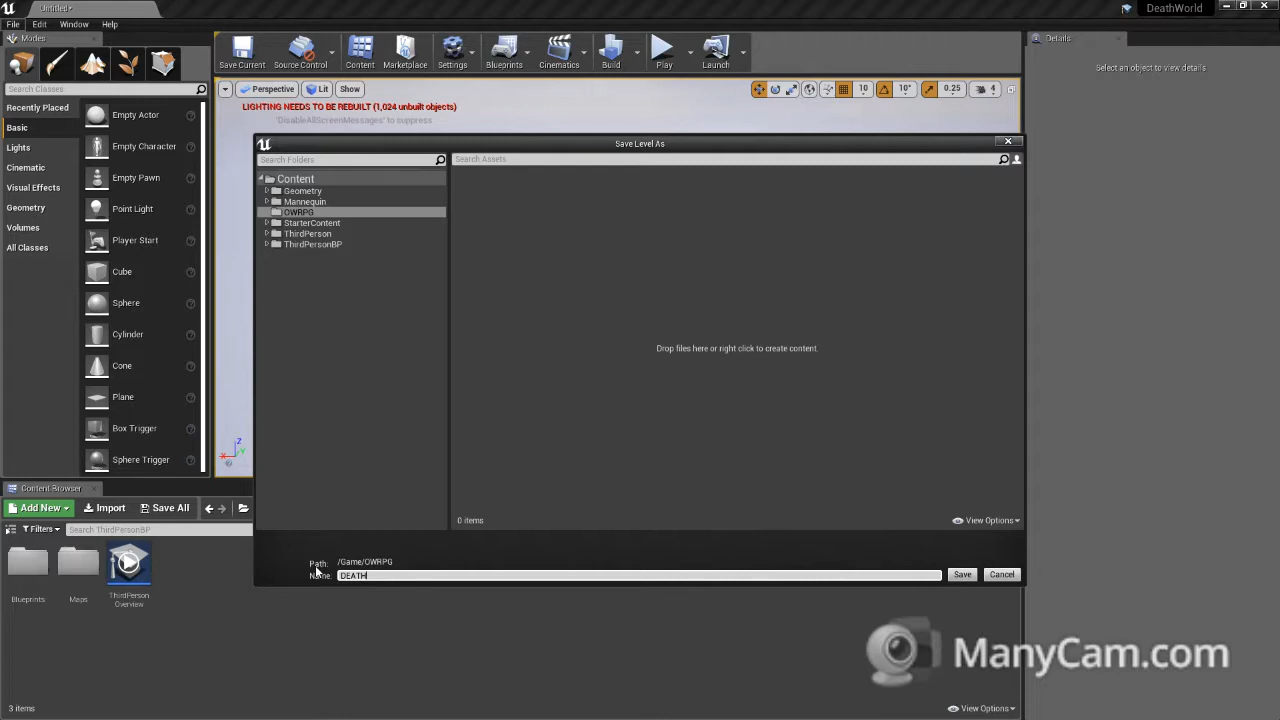 Untitled*
DeathWorld
File Edit Window Help
Modes
Details
Search Classes
Save Current
Source Control
Content
Marketplace
Settings
Blueprints
Cinematics
Build
Play
Launch
Select an object to view details
Recently Placed
Basic
Lights
Cinematic
Visual Effects
Geometry
Volumes
All Classes
Empty Actor
Empty Character
Empty Pawn
Point Light
Player Start
Cube
Sphere
Cylinder
Cone
Plane
Box Trigger
Sphere Trigger
Perspective
Lit
Show
10
10°
0.25
4
LIGHTING NEEDS TO BE REBUILT (1,024 unbuilt objects)
'DisableAllScreenMessages' to suppress
Save Level As
Search Folders
Search Assets
Content
Geometry
Mannequin
OWRPG
StarterContent
ThirdPerson
ThirdPersonBP
Drop files here or right click to create content.
0 items
View Options
Path: /Game/OWRPG
Name: DEATH
Save
Cancel
X
Z
Y
Content Browser
Add New
Import
Save All
Filters
Search ThirdPersonBP
Blueprints
Maps
ThirdPerson
Overview
3 items
View Options
ManyCam.com